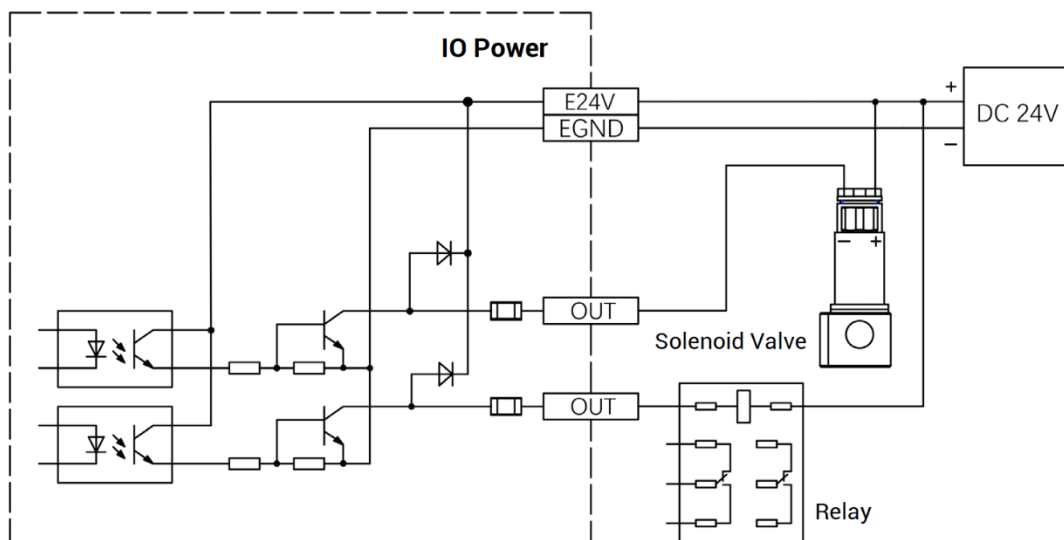 IO Power
E24V
EGND
+
DC 24V
−
− +
OUT
Solenoid Valve
OUT
Relay